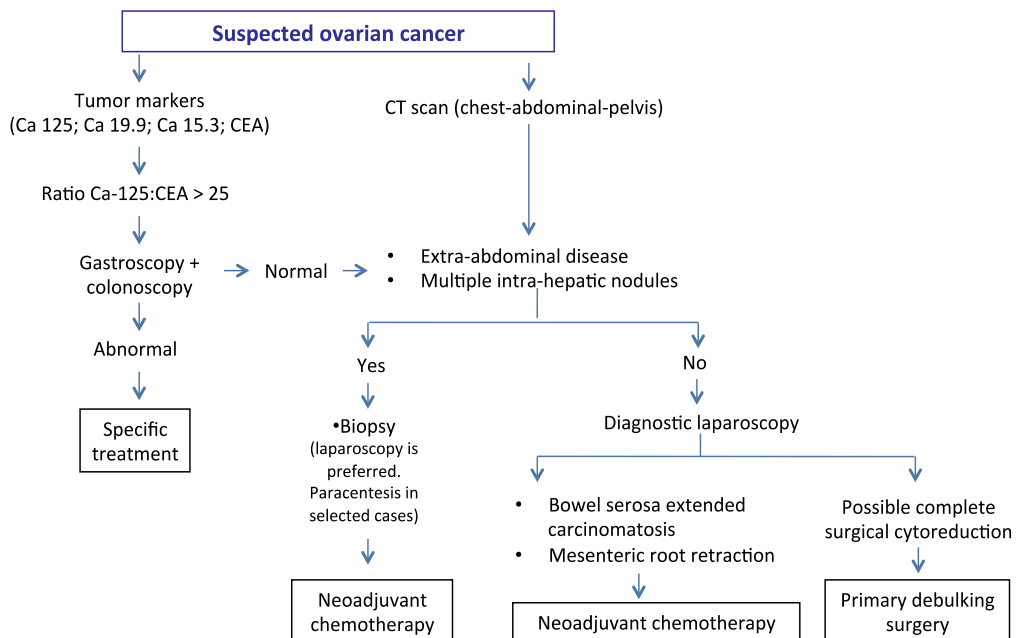 Suspected ovarian cancer
Tumor markers
(Ca 125; Ca 19.9; Ca 15.3; CEA)
CT scan (chest-abdominal-pelvis)
Ratio Ca-125:CEA > 25
Gastroscopy +
colonoscopy
Normal
• Extra-abdominal disease
• Multiple intra-hepatic nodules
Abnormal
Specific
treatment
Yes
No
•Biopsy
(laparoscopy is
preferred.
Paracentesis in
selected cases)
Neoadjuvant
chemotherapy
Diagnostic laparoscopy
• Bowel serosa extended
carcinomatosis
• Mesenteric root retraction
Neoadjuvant chemotherapy
Possible complete
surgical cytoreduction
Primary debulking
surgery